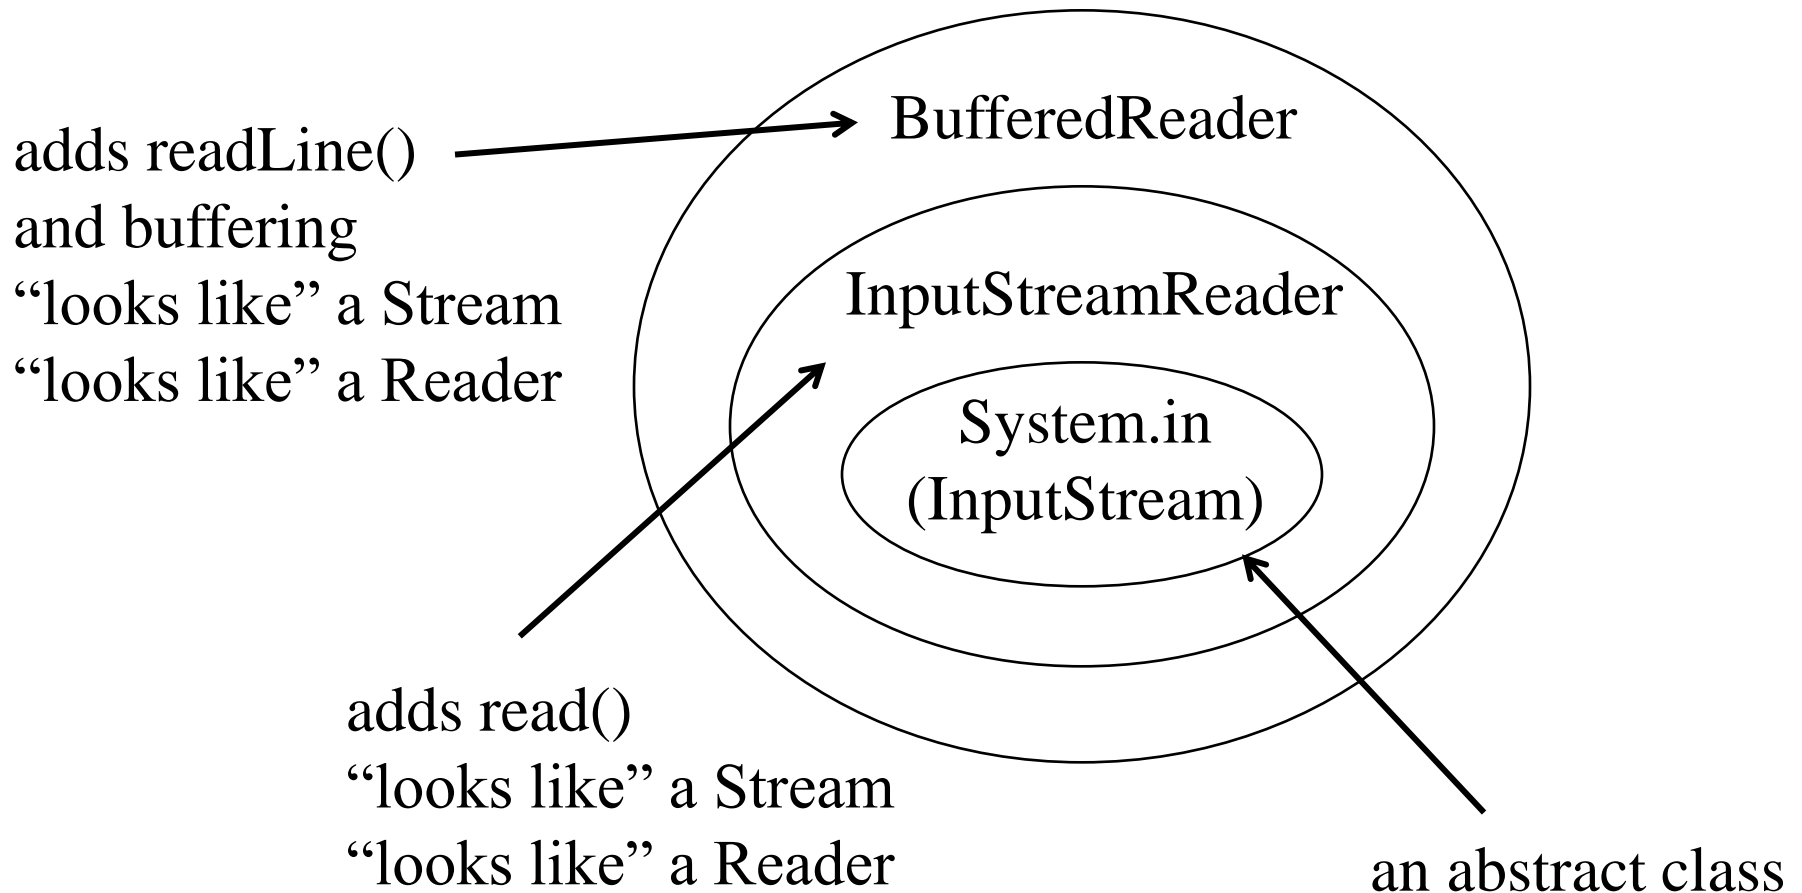 BufferedReader
adds readLine()
and buffering
“looks like” a Stream
“looks like” a Reader
InputStreamReader
System.in
(InputStream)
adds read()
“looks like” a Stream
“looks like” a Reader
an abstract class